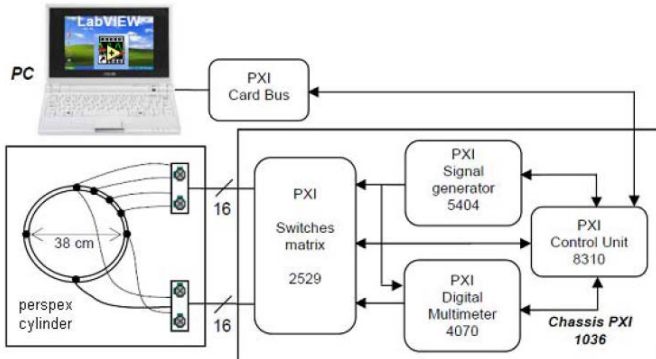 LabVIEW
PC
PXI
Card Bus
PXI
Signal
generator
5404
PXI
Switches
matrix
2529
16
38 cm
perspex
cylinder
16
PXI
Control Unit
8310
PXI
Digital
Multimeter
4070
Chassis PXI
1036